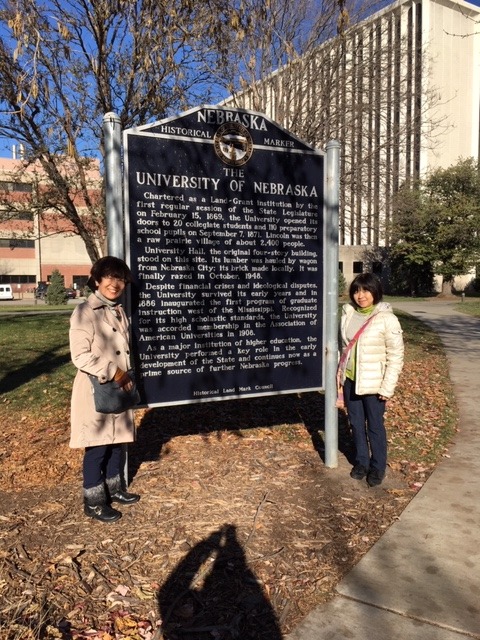 NEBRASKA
HISTORICAL MARKER
THE
UNIVERSITY OF NEBRASKA
Chartered as a Land-Grant institution by the
first regular session of the State Legislature
on February 15, 1869, the University opened its
doors to 20 collegiate students and 110 preparatory
school pupils on September 7, 1871. Lincoln was then
a raw prairie village of about 2,400 people.
University Hall, the original four-story building,
stood on this site. Its lumber was hauled by wagon
from Nebraska City; its brick made locally. It was
finally razed in October, 1948.
Despite financial crises and ideological disputes,
the University survived its early years and in
1886 inaugurated the first program of graduate
instruction west of the Mississippi. Recognized
for its high scholastic standards, the University
was accorded membership in the Association of
American Universities in 1908.
As a major institution of higher education, the
University performed a key role in the early
development of the State and continues now as a
prime source of further Nebraska progress.
Historical Land Mark Council